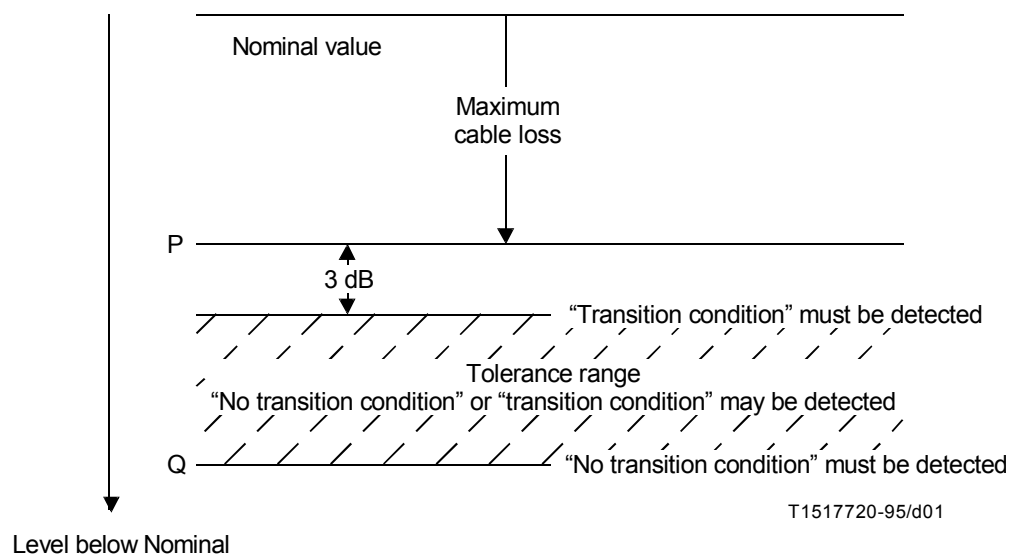 Nominal value
Maximum
cable loss
P
3 dB
“Transition condition” must be detected
Tolerance range
“No transition condition” or “transition condition” may be detected
Q
“No transition condition” must be detected
T1517720-95/d01
Level below Nominal